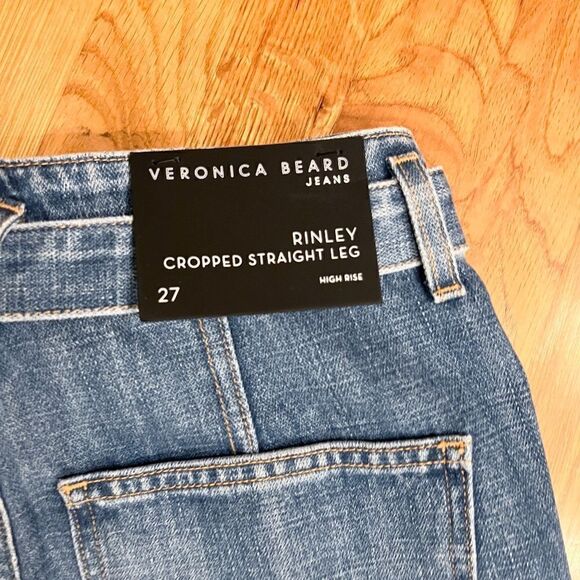 VERONICA BEARD
JEANS
RINLEY
CROPPED STRAIGHT LEG
HIGH RISE
27